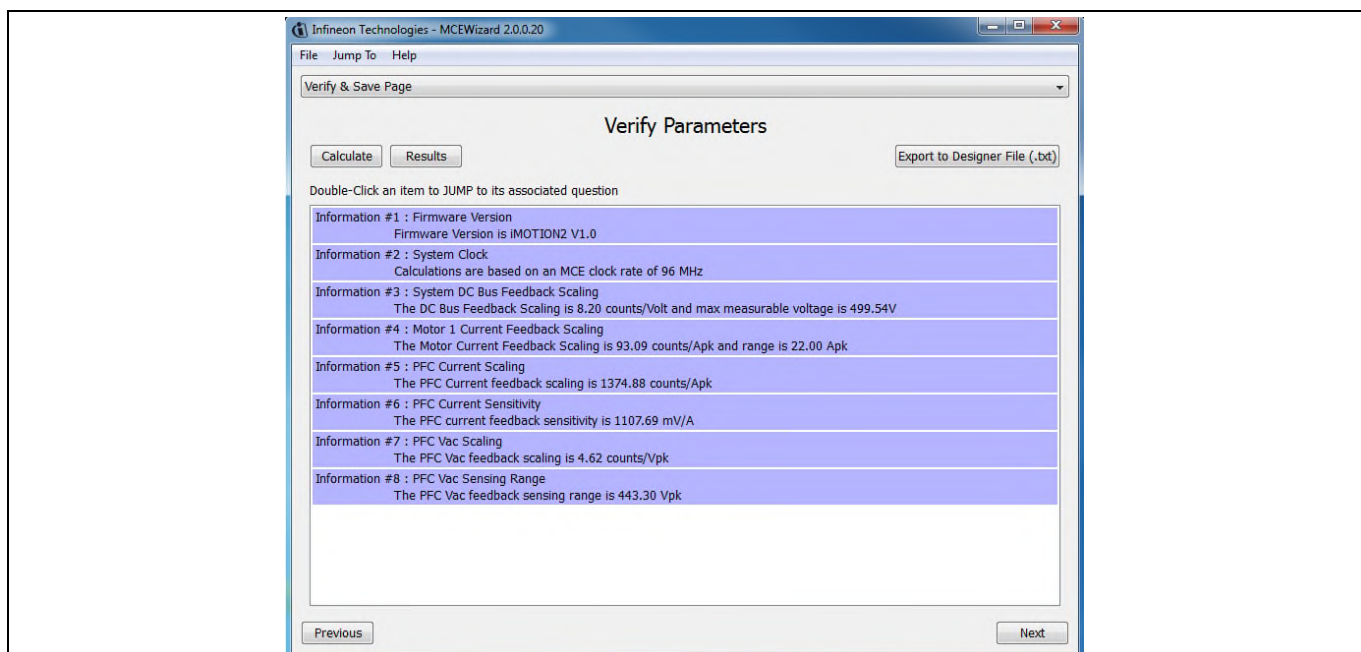 Infineon Technologies - MCEWizard 2.0.0.20
File Jump To Help
Verify & Save Page
Verify Parameters
Calculate Results Export to Designer File (.txt)
Double-Click an item to JUMP to its associated question
Information #1 : Firmware Version
Firmware Version is iMOTION2 V1.0
Information #2 : System Clock
Calculations are based on an MCE clock rate of 96 MHz
Information #3 : System DC Bus Feedback Scaling
The DC Bus Feedback Scaling is 8.20 counts/Volt and max measurable voltage is 499.54V
Information #4 : Motor 1 Current Feedback Scaling
The Motor Current Feedback Scaling is 93.09 counts/Apk and range is 22.00 Apk
Information #5 : PFC Current Scaling
The PFC Current feedback scaling is 1374.88 counts/Apk
Information #6 : PFC Current Sensitivity
The PFC current feedback sensitivity is 1107.69 mV/A
Information #7 : PFC Vac Scaling
The PFC Vac feedback scaling is 4.62 counts/Vpk
Information #8 : PFC Vac Sensing Range
The PFC Vac feedback sensing range is 443.30 Vpk
Previous Next